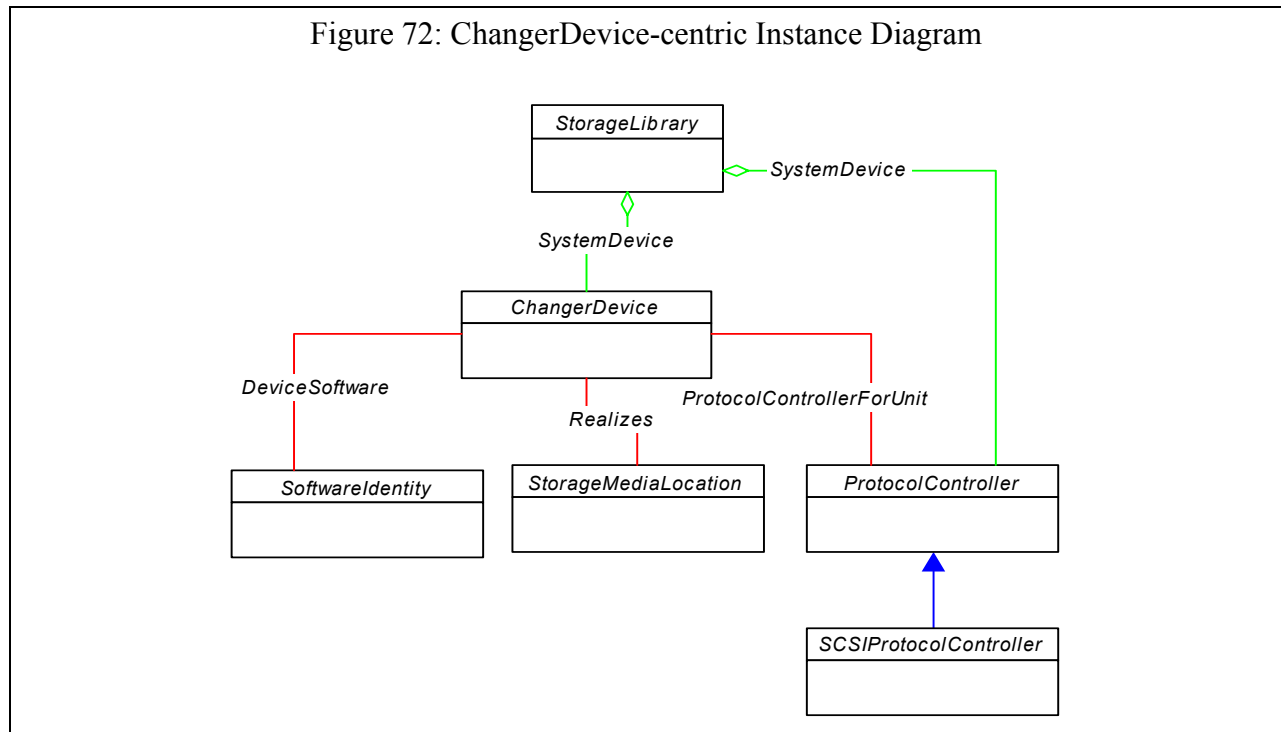 Figure 72: ChangerDevice-centric Instance Diagram
StorageLibrary
SystemDevice
SystemDevice
ChangerDevice
DeviceSoftware
Realizes
ProtocolControllerForUnit
SoftwareIdentity
StorageMediaLocation
ProtocolController
SCSIProtocolController